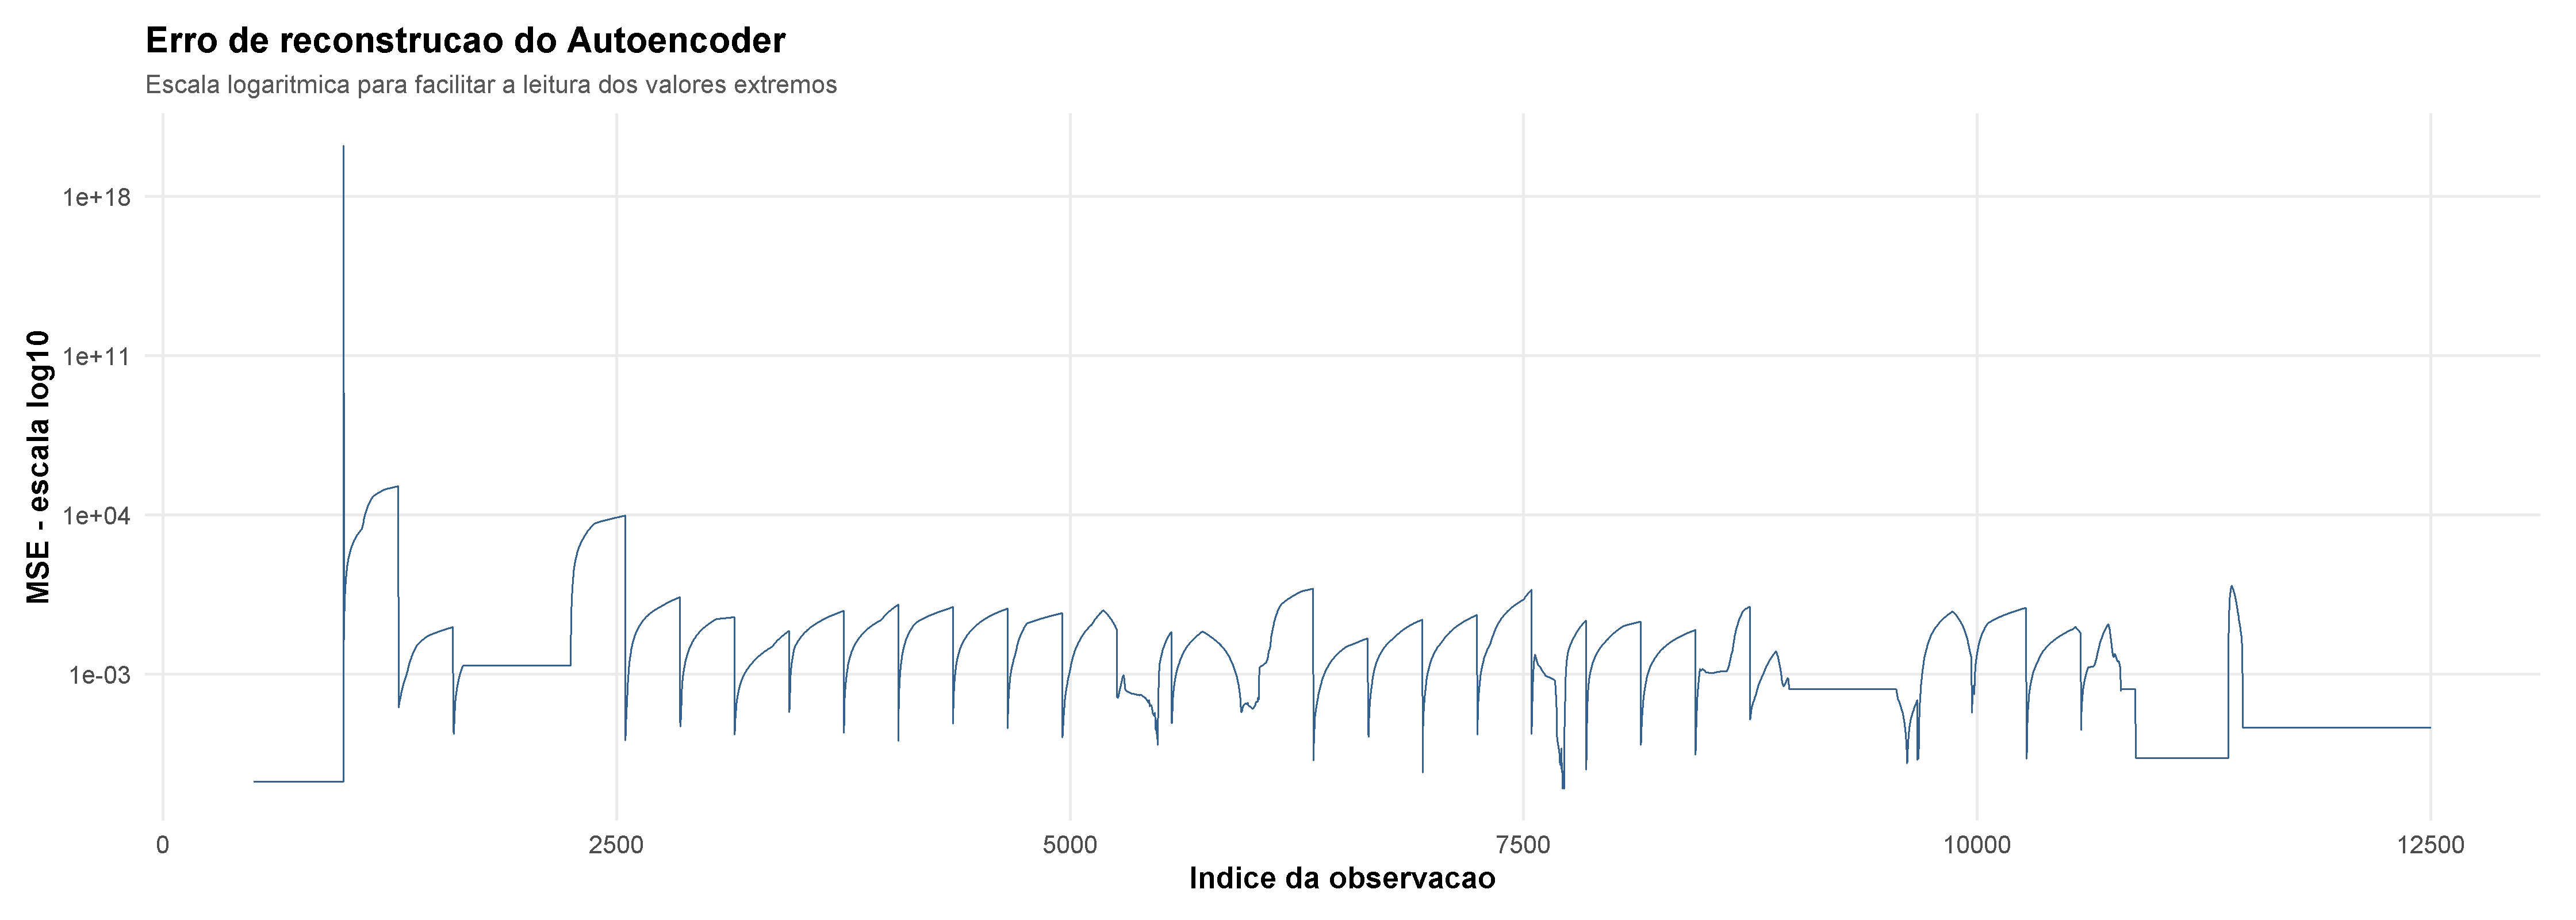 Erro de reconstrucao do Autoencoder
Escala logaritmica para facilitar a leitura dos valores extremos
MSE - escala log10
1e+18
1e+11
1e+04
1e-03
0 2500 5000 7500 10000 12500
Indice da observacao